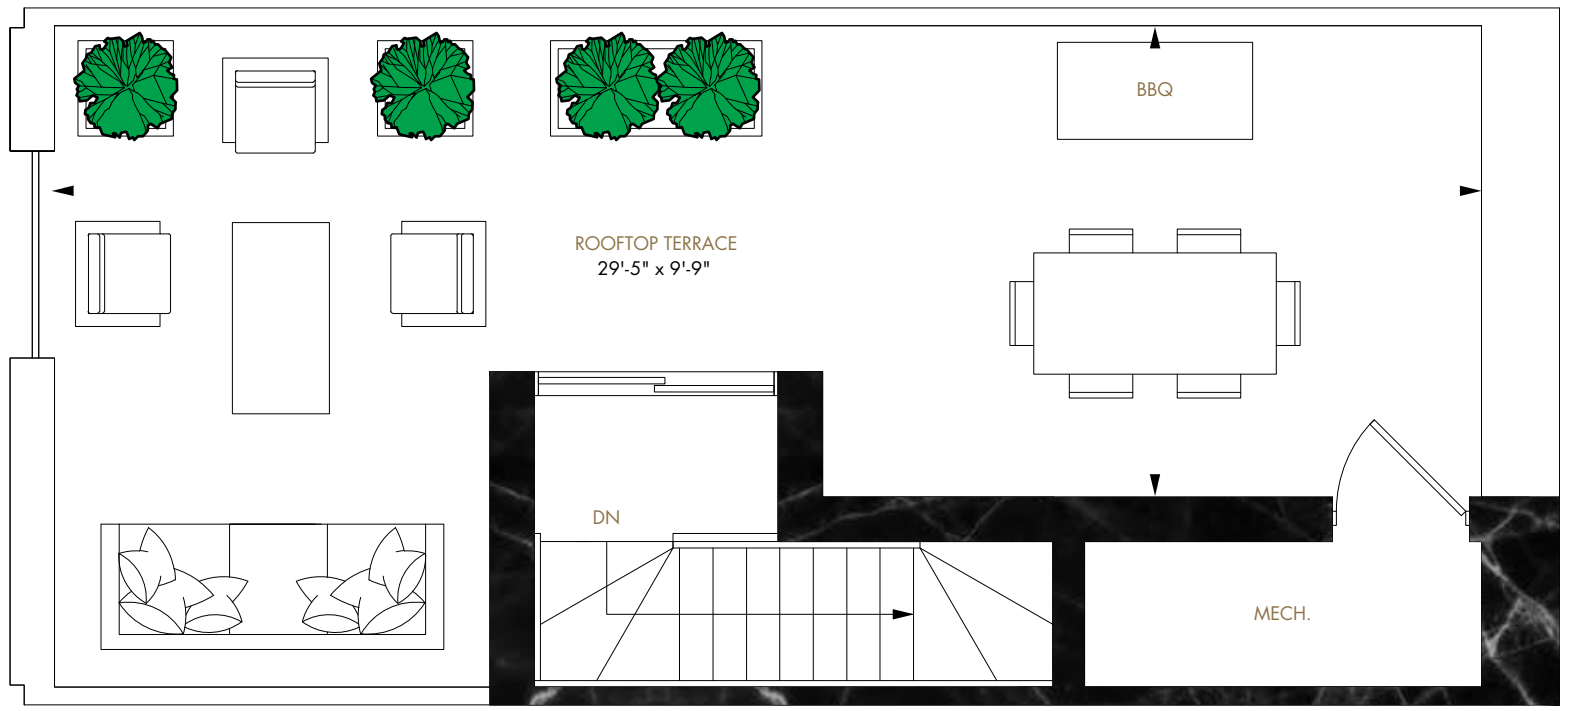 BBQ
ROOFTOP TERRACE
29'-5" x 9'-9"
DN
MECH.